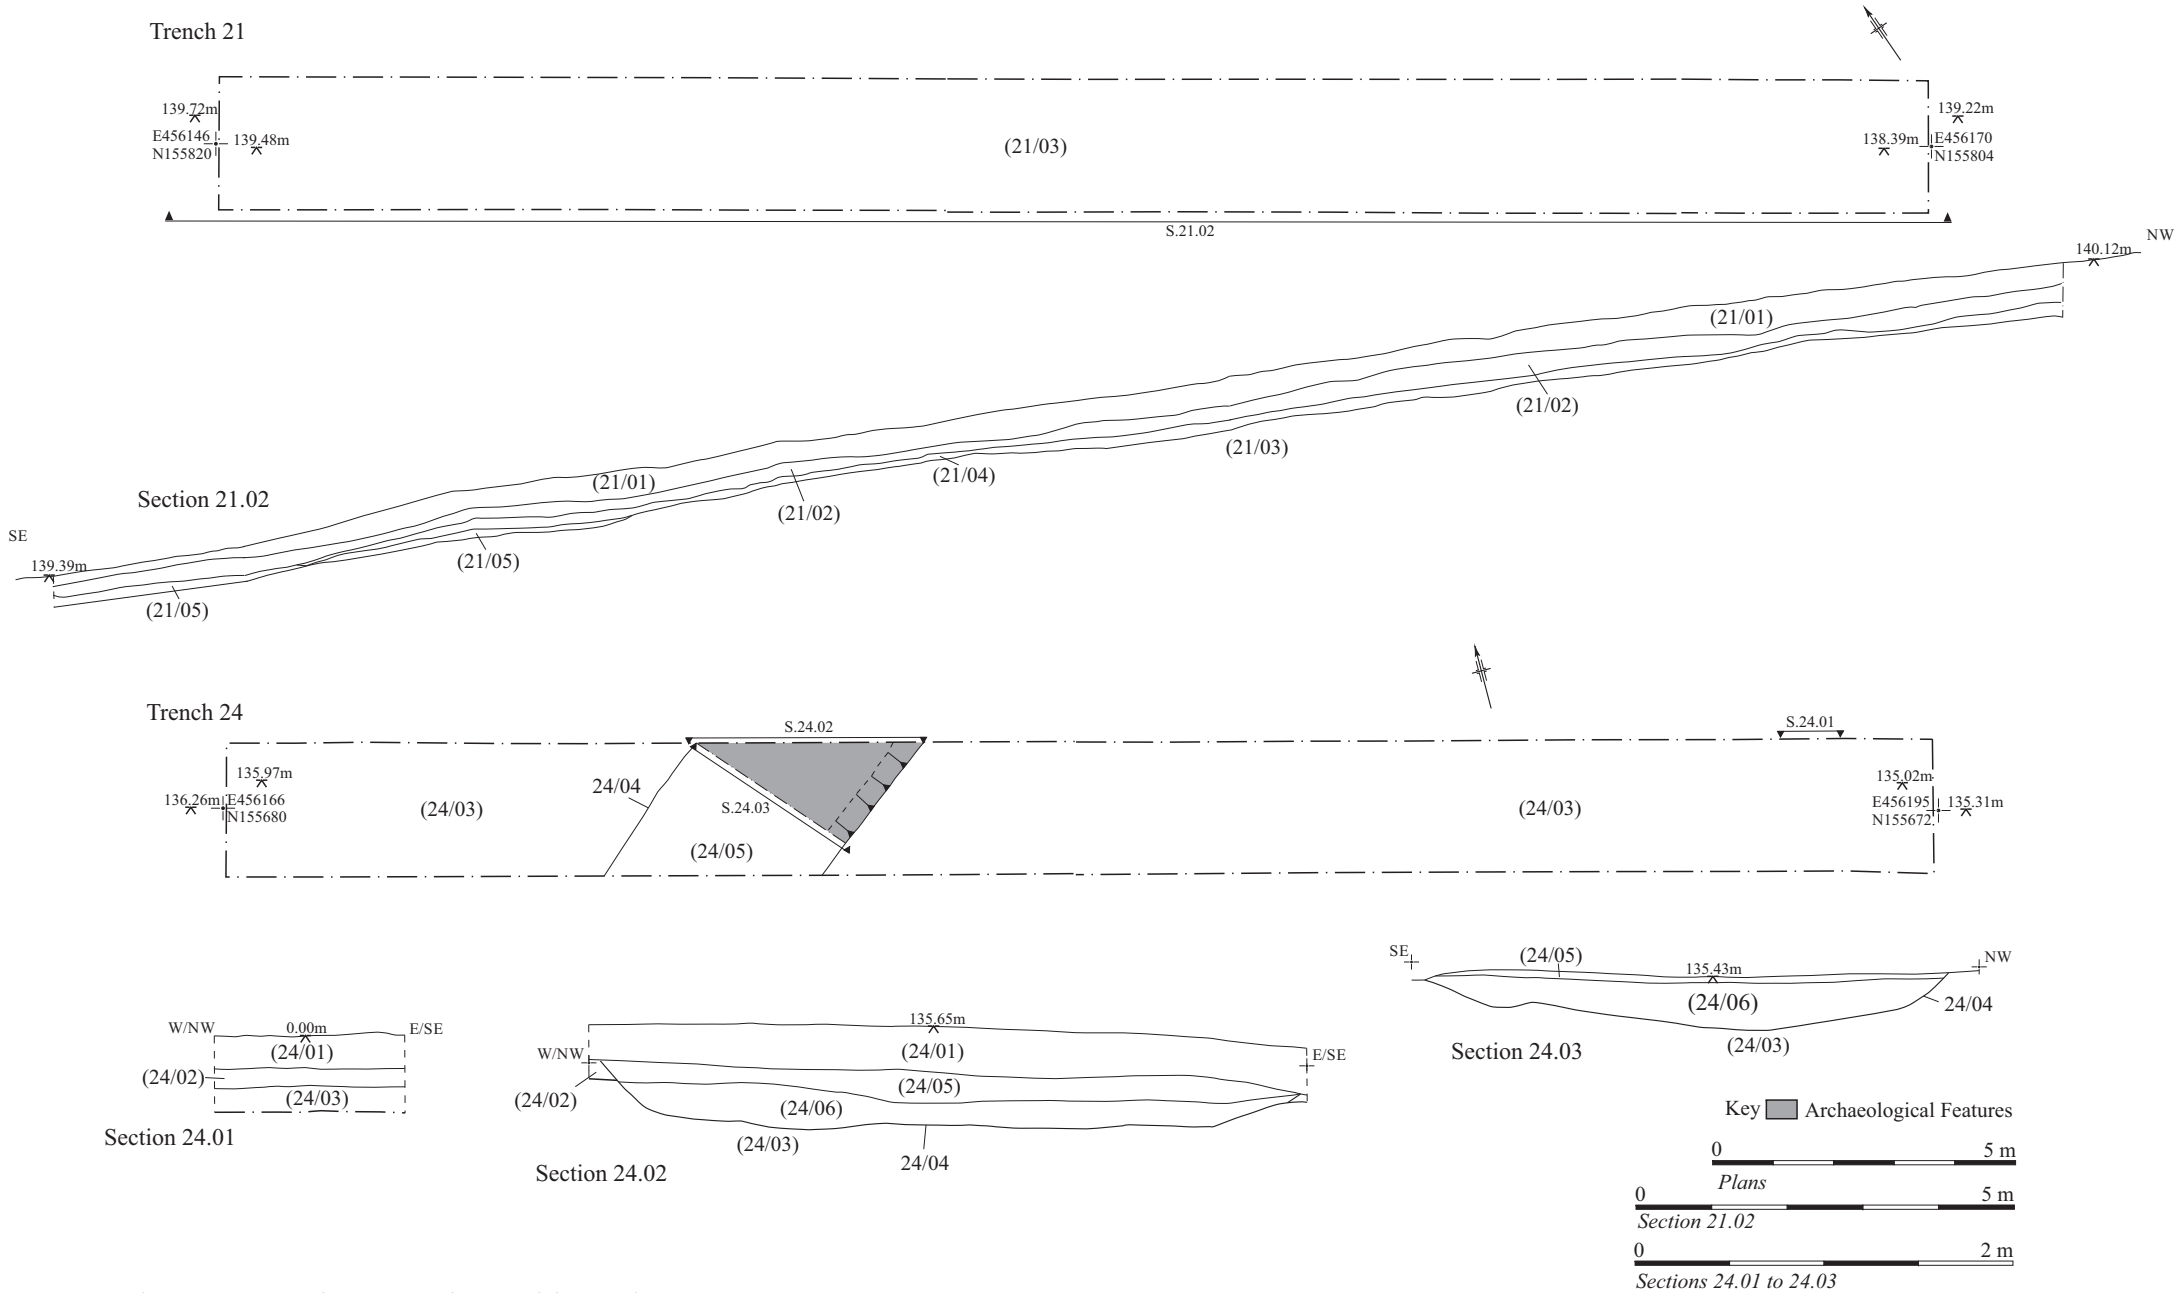 Trench 21
139.72m
E456146
N155820
139.48m
(21/03)
138.39m
139.22m
E456170
N155804
S.21.02
NW
140.12m
(21/01)
(21/02)
(21/03)
(21/01)
(21/04)
(21/02)
Section 21.02
SE
139.39m
(21/05)
(21/05)
Trench 24
S.24.02
S.24.01
135.97m
136.26m
E456166
N155680
(24/03)
24/04
S.24.03
(24/05)
(24/03)
135.02m
E456195
N155672
135.31m
W/NW
0.00m
E/SE
(24/01)
(24/02)
(24/03)
Section 24.01
135.65m
W/NW
E/SE
(24/01)
(24/02)
(24/05)
(24/06)
(24/03)
24/04
Section 24.02
SE
(24/05)
135.43m
NW
(24/06)
24/04
(24/03)
Section 24.03
Key Archaeological Features
0 5 m
Plans
0 5 m
Section 21.02
0 2 m
Sections 24.01 to 24.03